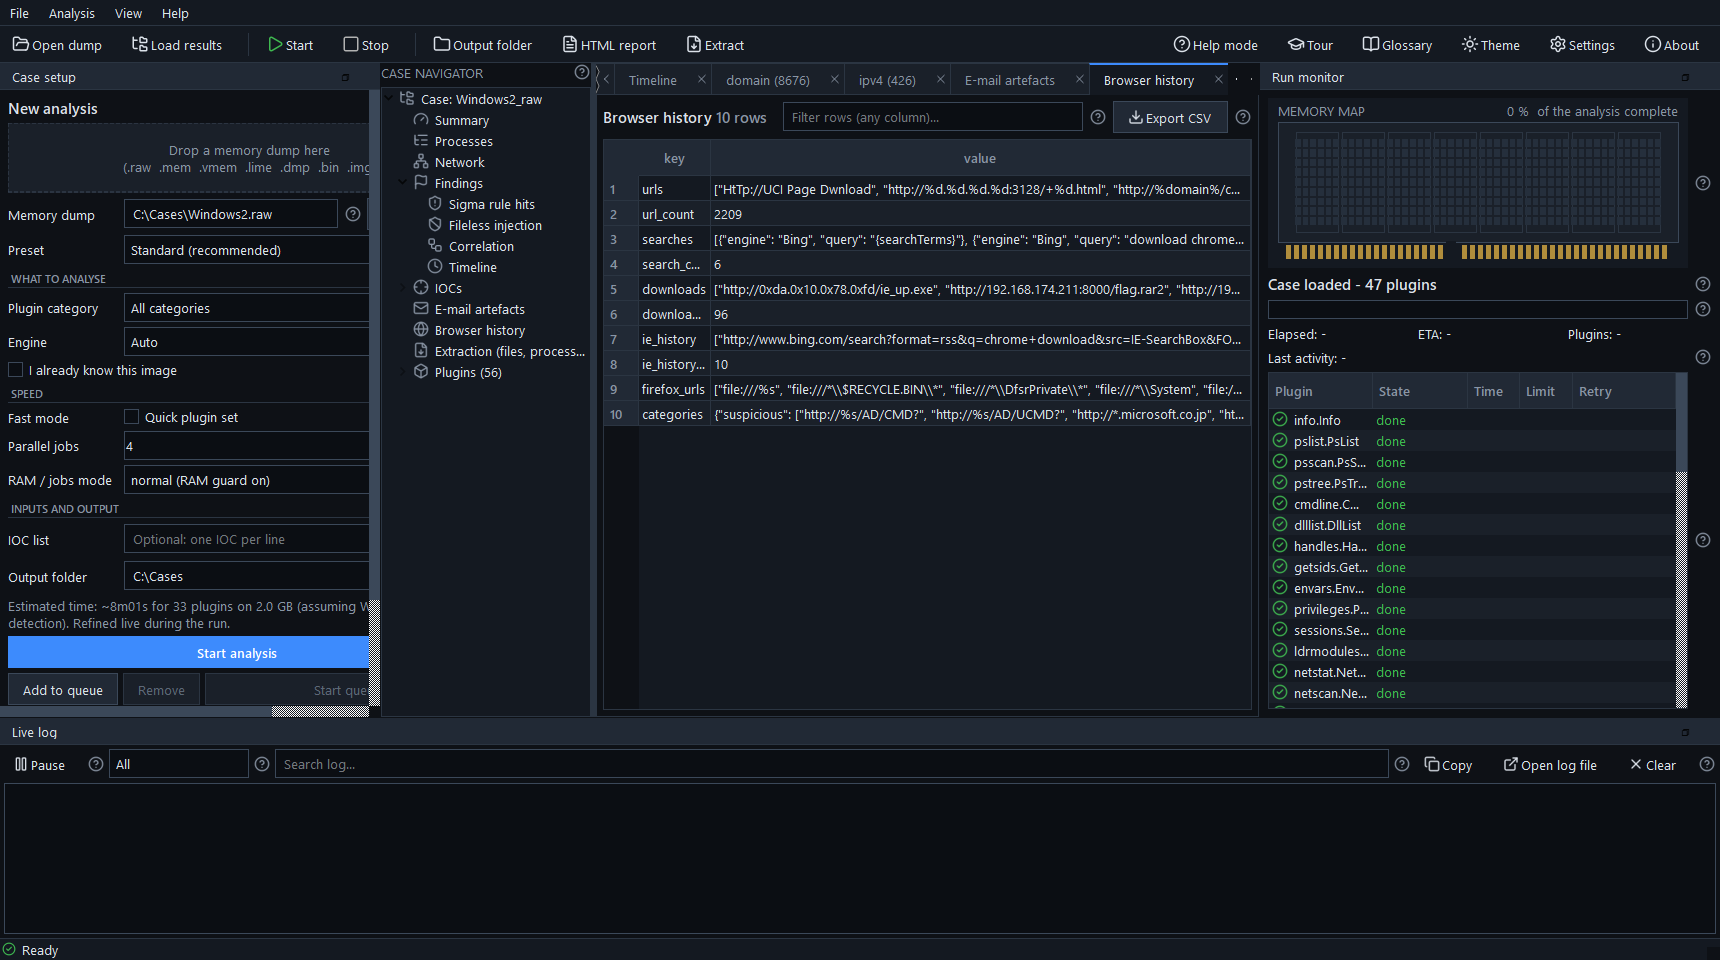 File Analysis View Help
Open dump Load results Start Stop Output folder HTML report Extract Help mode Tour Glossary Theme Settings About
Case setup
New analysis
Drop a memory dump here
(.raw .mem .vmem .lime .dmp .bin .img
Memory dump C:\Cases\Windows2.raw
Preset Standard (recommended)
WHAT TO ANALYSE
Plugin category All categories
Engine Auto
I already know this image
SPEED
Fast mode Quick plugin set
Parallel jobs 4
RAM / jobs mode normal (RAM guard on)
INPUTS AND OUTPUT
IOC list Optional: one IOC per line
Output folder C:\Cases
Estimated time: ~8m01s for 33 plugins on 2.0 GB (assuming W
detection). Refined live during the run.
Start analysis
Add to queue Remove Start que
CASE NAVIGATOR
Case: Windows2_raw
Summary
Processes
Network
Findings
Sigma rule hits
Fileless injection
Correlation
Timeline
IOCs
E-mail artefacts
Browser history
Extraction (files, process...
Plugins (56)
Timeline domain (8676) ipv4 (426) E-mail artefacts Browser history
Browser history 10 rows Filter rows (any column)... Export CSV
key value
1 urls ["HtTp://UCI Page Dwnload", "http://%d.%d.%d.%d:3128/+%d.html", "http://%domain%/c...
2 url_count 2209
3 searches [{"engine": "Bing", "query": "{searchTerms}"}, {"engine": "Bing", "query": "download chrome...
4 search_c... 6
5 downloads ["http://0xda.0x10.0x78.0xfd/ie_up.exe", "http://192.168.174.211:8000/flag.rar2", "http://19...
6 downloa... 96
7 ie_history ["http://www.bing.com/search?format=rss&q=chrome+download&src=IE-SearchBox&FO...
8 ie_history... 10
9 firefox_urls ["file:///%s", "file:///*\\$RECYCLE.BIN\\*", "file:///*\\DfsrPrivate\\*", "file:///*\\System", "file:/...
10 categories {"suspicious": ["http://%s/AD/CMD?", "http://%s/AD/UCMD?", "http://*.microsoft.co.jp", "ht...
Run monitor
MEMORY MAP 0 % of the analysis complete
Case loaded - 47 plugins
Elapsed: - ETA: - Plugins: -
Last activity: -
Plugin State Time Limit Retry
info.Info done
pslist.PsList done
psscan.PsS... done
pstree.PsTr... done
cmdline.C... done
dlllist.DllList done
handles.Ha... done
getsids.Get... done
envars.Env... done
privileges.P... done
sessions.Se... done
ldrmodules... done
netstat.Net... done
netscan.Ne... done
Live log
Pause All Search log... Copy Open log file Clear
Ready